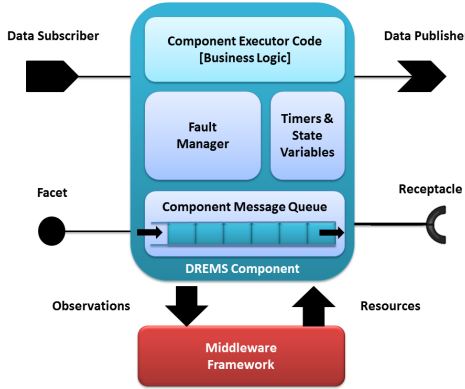 Data Subscriber
Component Executor Code
[Business Logic]
Data Publishe
Fault
Manager
Timers &
State
Variables
Facet
Receptacle
Component Message Queue
DREMS Component
Observations
Resources
Middleware
Framework